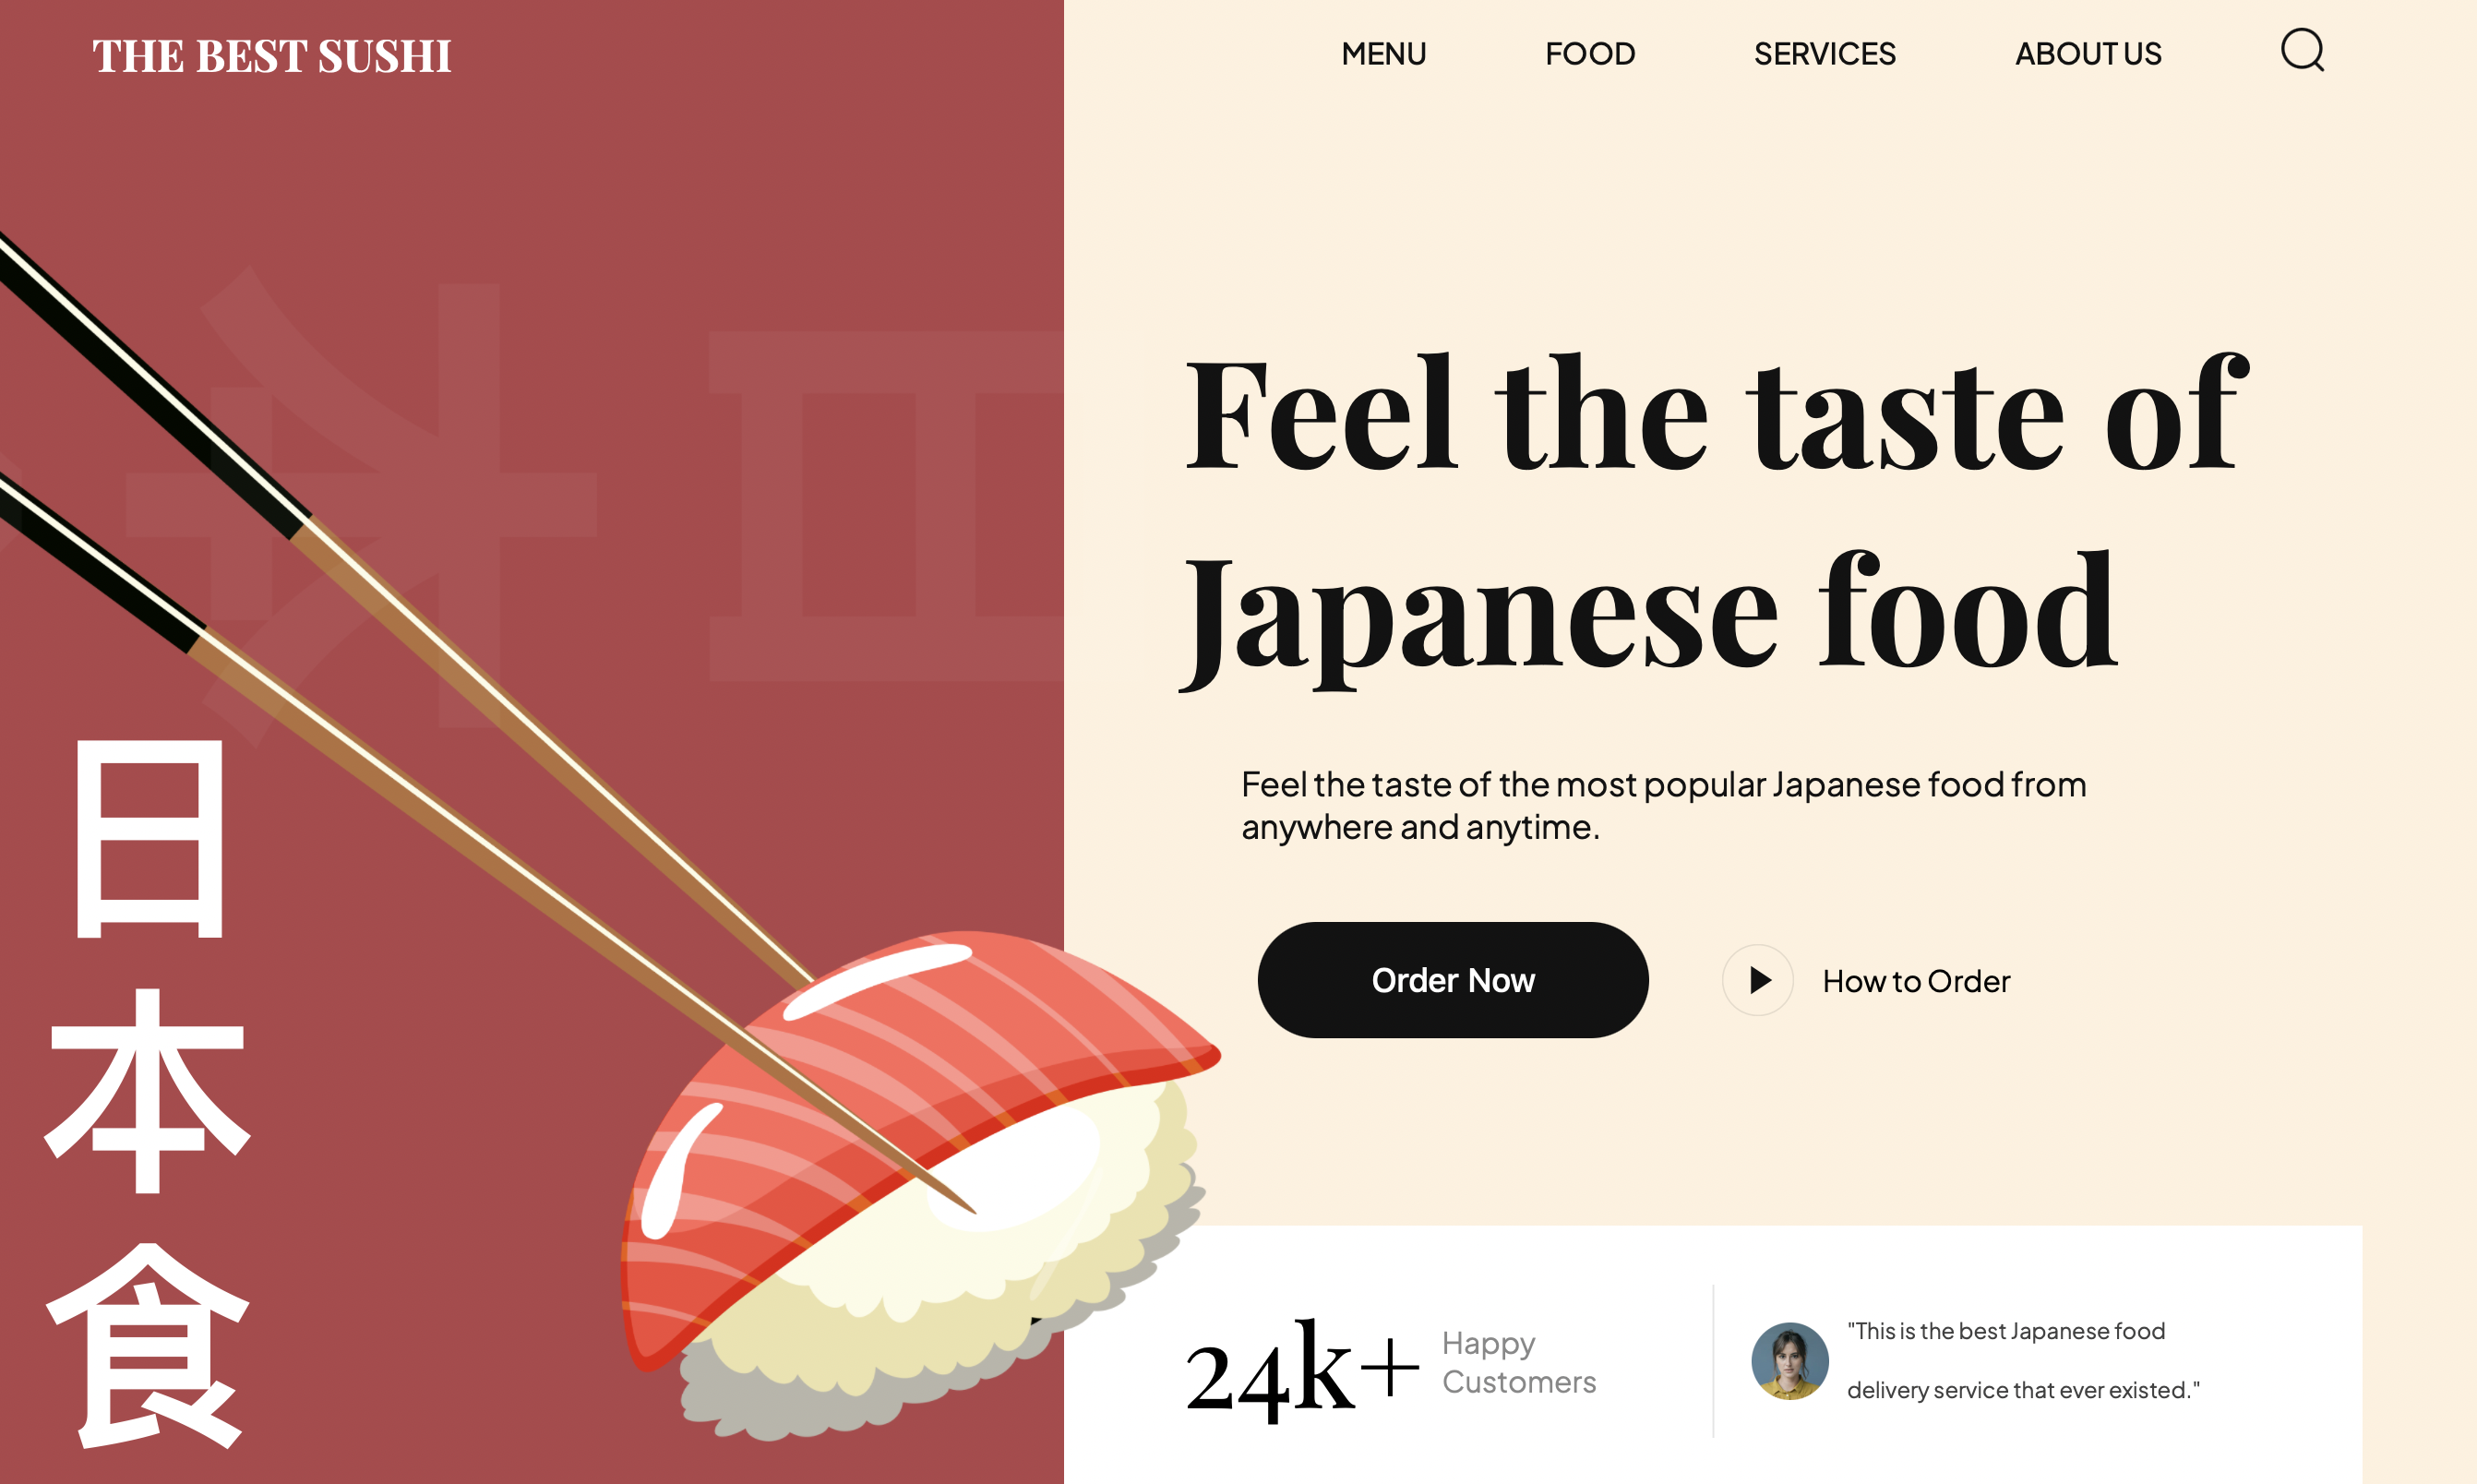 THE BEST SUSHI
MENU
FOOD
SERVICES
ABOUT US
日本
日
本
食
Feel the taste of
Japanese food
Feel the taste of the most popular Japanese food from
anywhere and anytime.
Order Now
How to Order
24k+
Happy
Customers
"This is the best Japanese food
delivery service that ever existed."